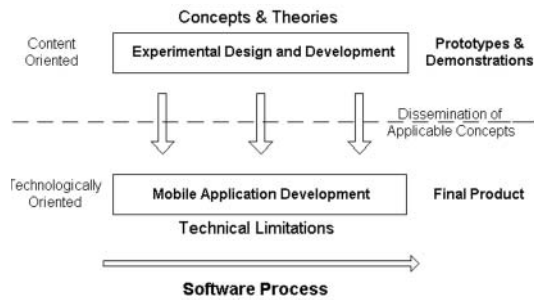 Concepts & Theories
Content
Oriented
Experimental Design and Development
Prototypes &
Demonstrations
Dissemination of
Applicable Concepts
Technologically
Oriented
Mobile Application Development
Final Product
Technical Limitations
Software Process